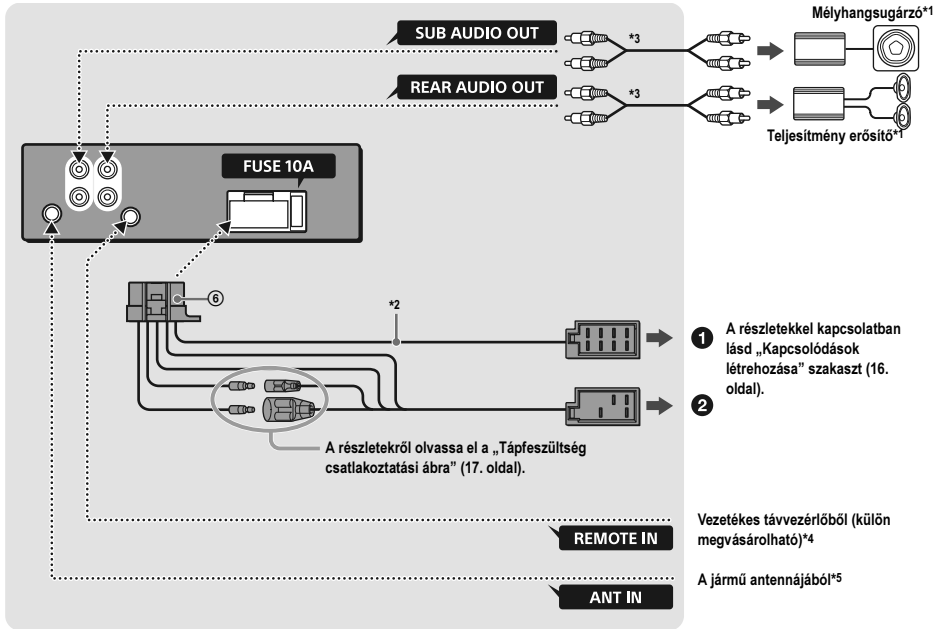 Mélyhangsugárzó*1
SUB AUDIO OUT
*3
REAR AUDIO OUT
*3
Teljesítmény erősítő*1
FUSE 10A
⑥
*2
❶
A részletekkel kapcsolatban
lásd „Kapcsolódások
létrehozása” szakaszt (16.
oldal).
❷
A részletekről olvassa el a „Tápfeszültség
csatlakoztatási ábra” (17. oldal).
Vezetékes távvezérlőből (külön
megvásárolható)*4
REMOTE IN
A jármű antennájából*5
ANT IN